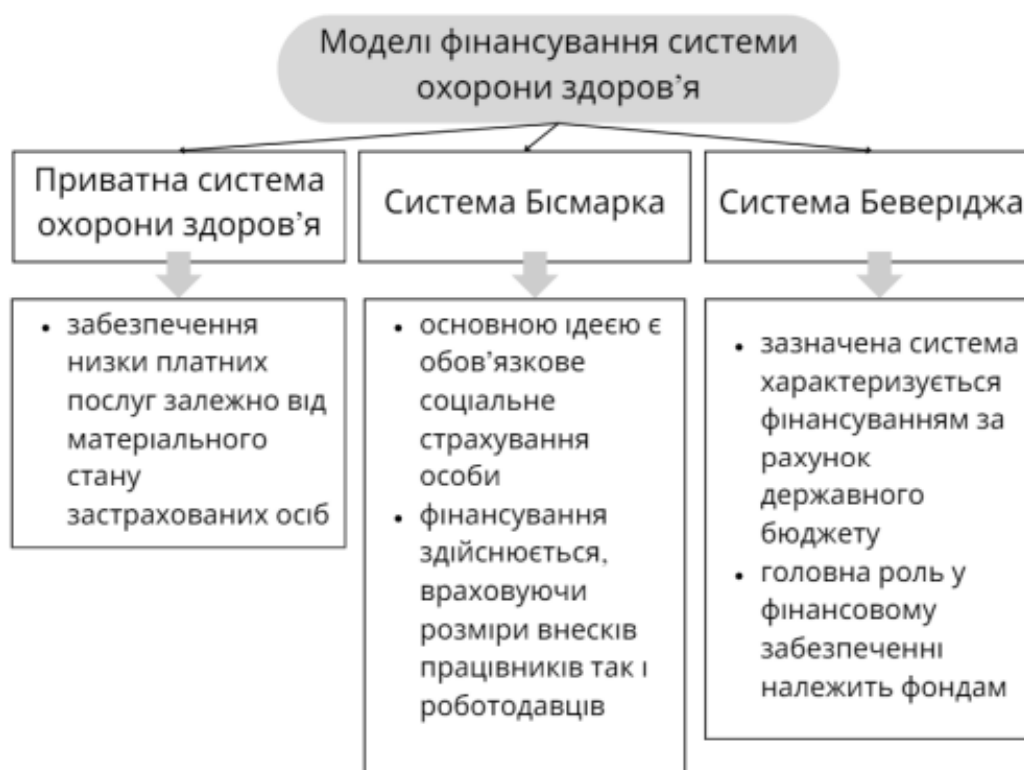 Моделі фінансування системи
охорони здоров’я
Приватна система
охорони здоров’я
Система Бісмарка
Система Беверіджа
• забезпечення
низки платних
послуг залежно від
матеріального
стану
застрахованих осіб
• основною ідеєю є
обов’язкове
соціальне
страхування
особи
• фінансування
здійснюється,
враховуючи
розміри внесків
працівників так і
роботодавців
• зазначена система
характеризується
фінансуванням за
рахунок
державного
бюджету
• головна роль у
фінансовому
забезпеченні
належить фондам